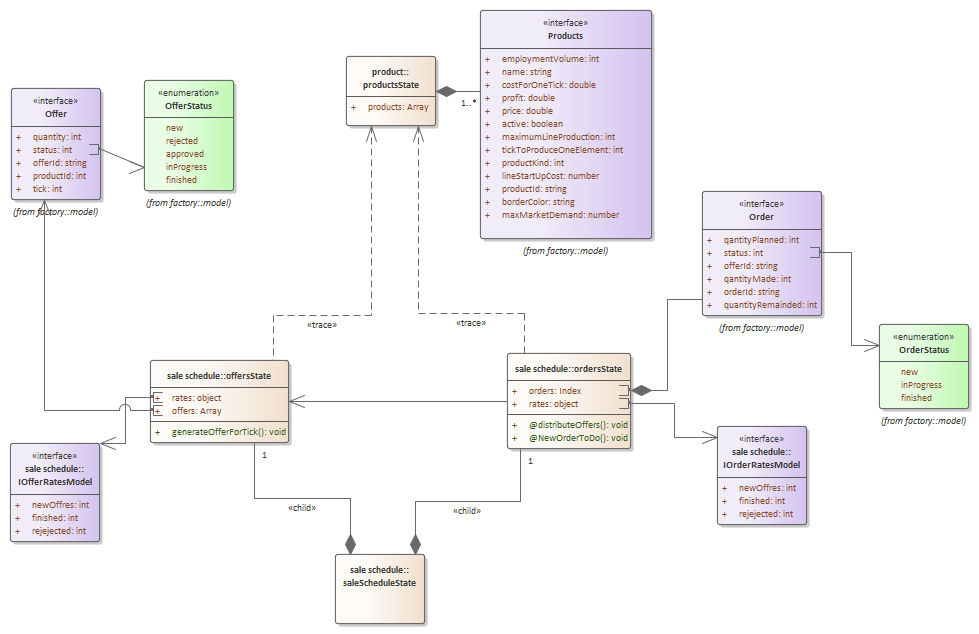 «interface»
Products
+ employmentVolume: int
+ name: string
+ costForOneTick: double
+ profit: double
+ price: double
+ active: boolean
+ maximumLineProduction: int
+ tickToProduceOneElement: int
+ productKind: int
+ lineStartUpCost: number
+ productId: string
+ borderColor: string
+ maxMarketDemand: number
(from factory::model)
product::
productsState
+ products: Array
1..*
«interface»
Offer
+ quantity: int
+ status: int
+ offerId: string
+ productId: int
+ tick: int
(from factory::model)
«enumeration»
OfferStatus
new
rejected
approved
inProgress
finished
(from factory::model)
«interface»
Order
+ qantityPlanned: int
+ status: int
+ offerId: string
+ qantityMade: int
+ orderId: string
+ quantityRemainded: int
(from factory::model)
«enumeration»
OrderStatus
new
inProgress
finished
(from factory::model)
«trace»
«trace»
sale schedule::offersState
+ rates: object
+ offers: Array
+ generateOfferForTick(): void
1
sale schedule::ordersState
+ orders: Index
+ rates: object
+ @distributeOffers(): void
+ @NewOrderToDo(): void
1
«interface»
sale schedule::
IOfferRatesModel
+ newOffres: int
+ finished: int
+ rejejected: int
«interface»
sale schedule::
IOrderRatesModel
+ newOffres: int
+ finished: int
+ rejejected: int
«child»
«child»
sale schedule::
saleScheduleState